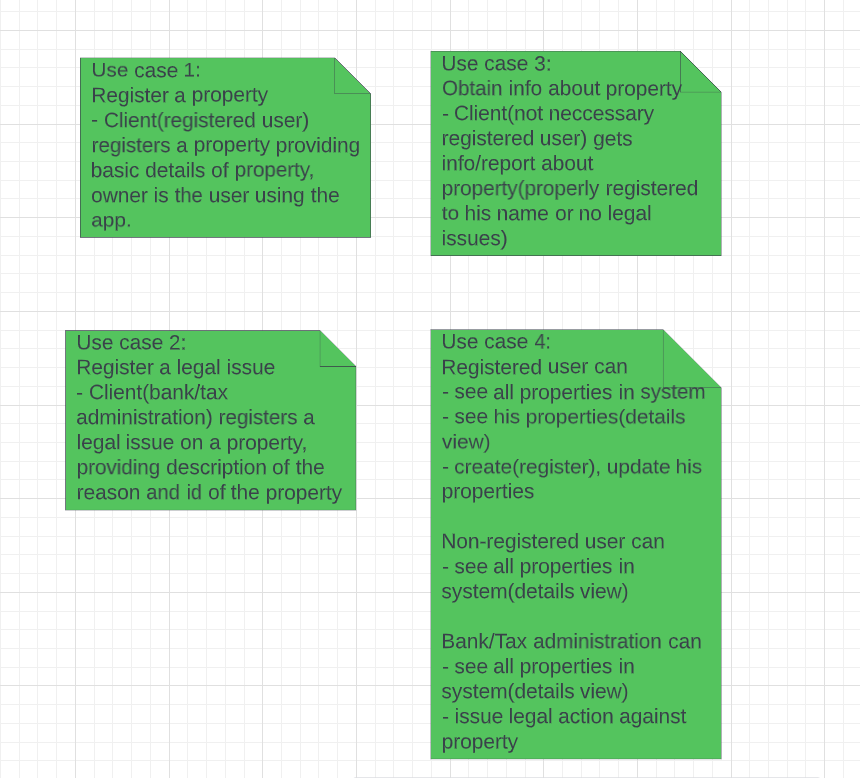 Use case 1:
Register a property
- Client(registered user)
registers a property providing
basic details of property,
owner is the user using the
app.
Use case 3:
Obtain info about property
- Client(not neccessary
registered user) gets
info/report about
property(properly registered
to his name or no legal
issues)
Use case 2:
Register a legal issue
- Client(bank/tax
administration) registers a
legal issue on a property,
providing description of the
reason and id of the property
Use case 4:
Registered user can
- see all properties in system
- see his properties(details
view)
- create(register), update his
properties
Non-registered user can
- see all properties in
system(details view)
Bank/Tax administration can
- see all properties in
system(details view)
- issue legal action against
property